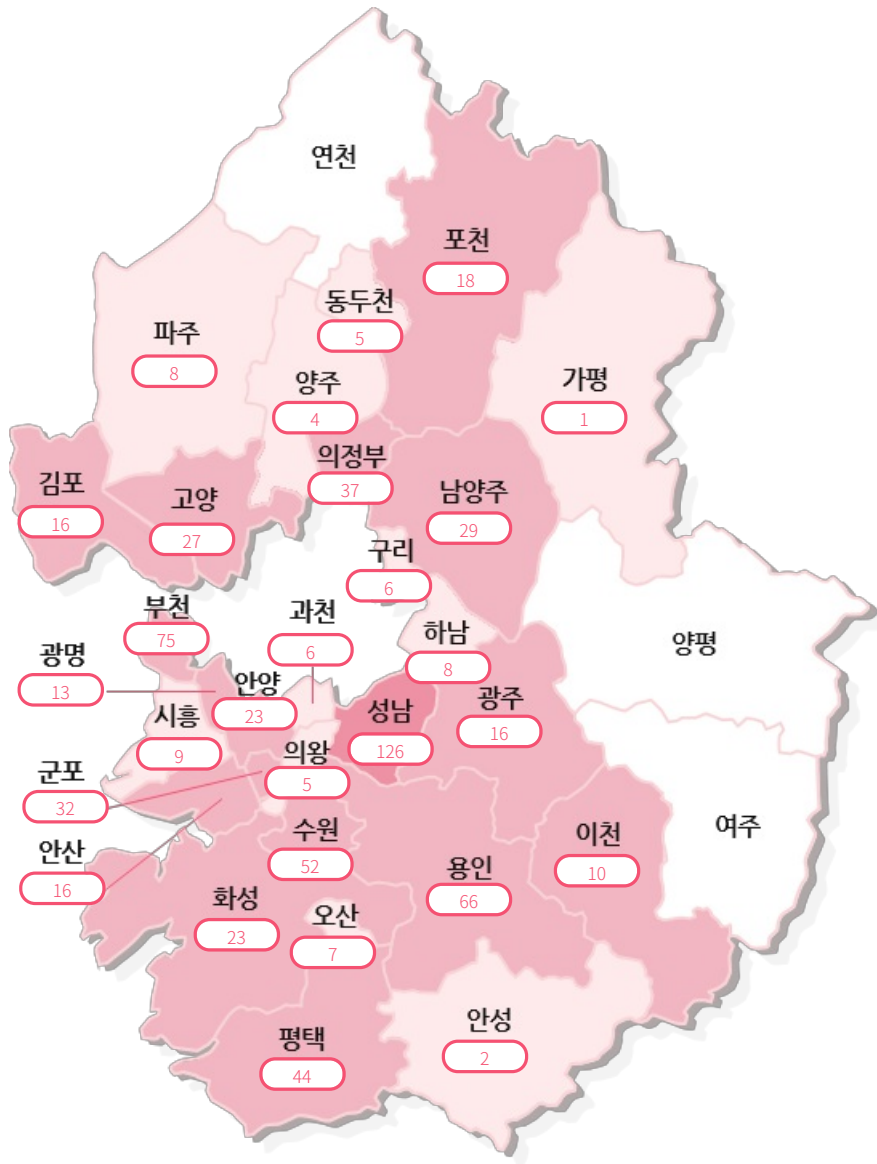 연천
포천
18
동두천
5
파주
8
양주
4
가평
1
의정부
37
김포
16
고양
27
남양주
29
구리
6
부천
75
과천
6
하남
8
양평
광명
13
안양
23
성남
126
광주
16
시흥
9
의왕
5
군포
32
수원
52
이천
10
여주
안산
16
용인
66
화성
23
오산
7
안성
2
평택
44